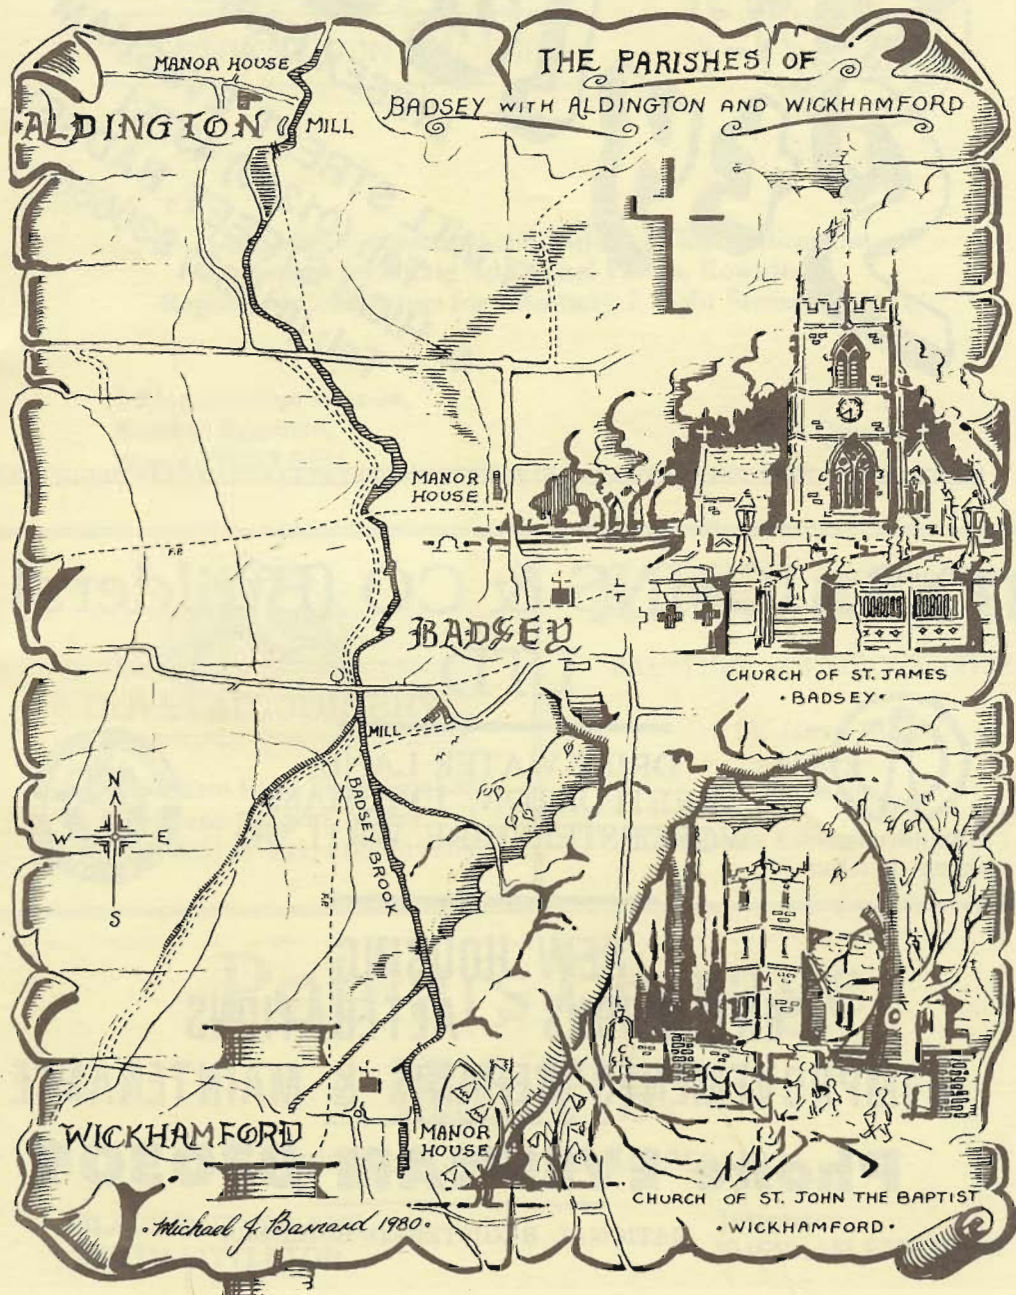 THE PARISHES OF
BADSEY WITH ALDINGTON AND WICKHAMFORD
MANOR HOUSE
ALDINGTON
MILL
MANOR
HOUSE
F.P.
BADSEY
CHURCH OF ST. JAMES
· BADSEY ·
MILL
N
W E
S
BADSEY BROOK
F.P.
WICKHAMFORD
MANOR
HOUSE
CHURCH OF ST. JOHN THE BAPTIST
· WICKHAMFORD ·
· Michael J. Barnard 1980 ·